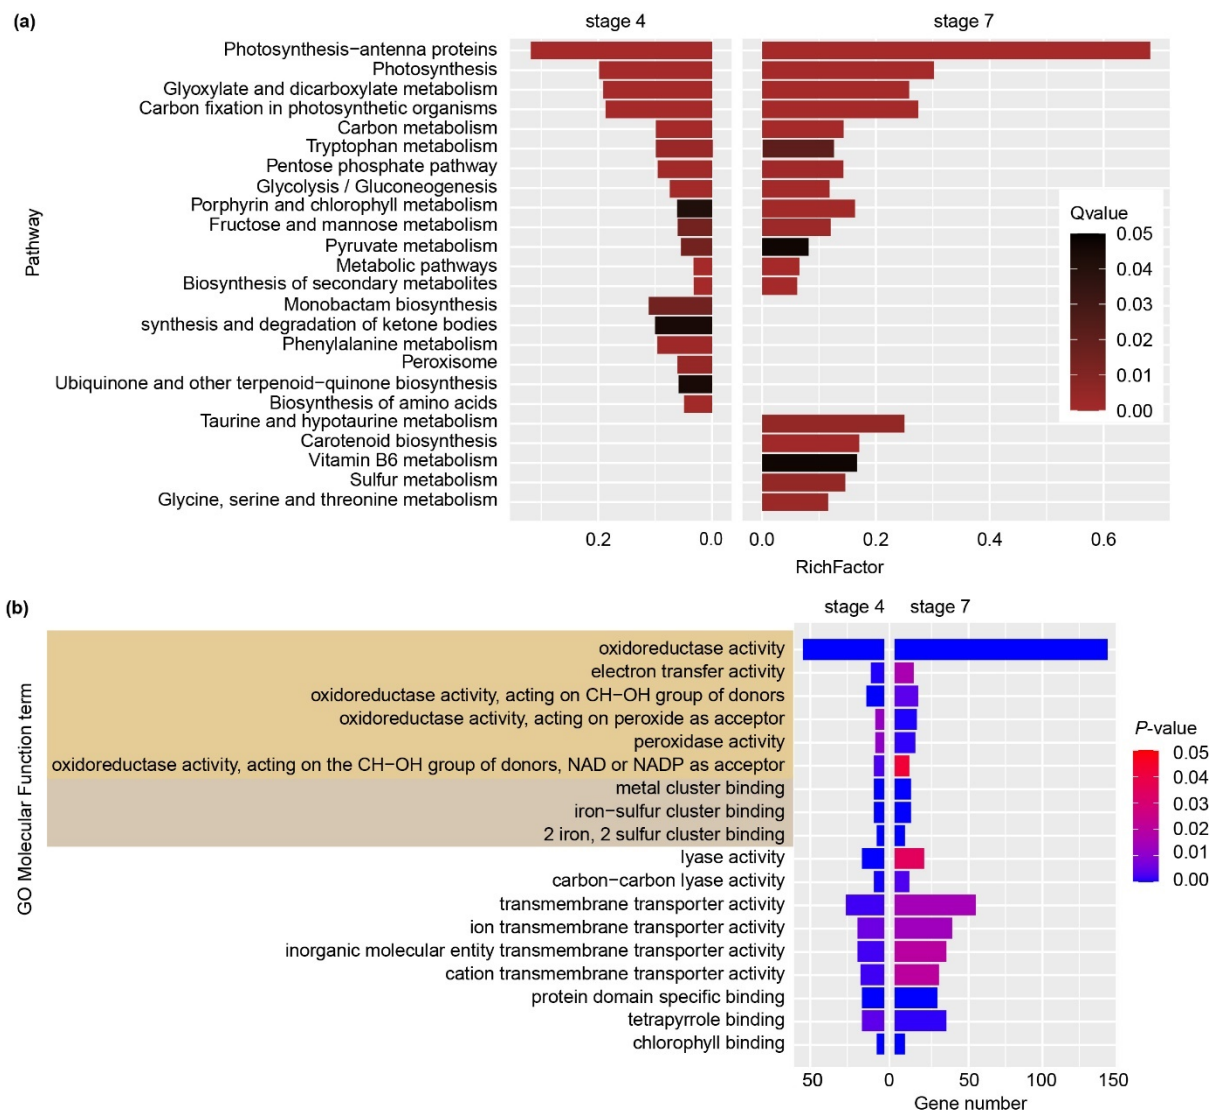 (a)
stage 4
stage 7
Photosynthesis−antenna proteins
Photosynthesis
Glyoxylate and dicarboxylate metabolism
Carbon fixation in photosynthetic organisms
Carbon metabolism
Tryptophan metabolism
Pentose phosphate pathway
Glycolysis / Gluconeogenesis
Porphyrin and chlorophyll metabolism
Fructose and mannose metabolism
Pyruvate metabolism
Metabolic pathways
Biosynthesis of secondary metabolites
Monobactam biosynthesis
synthesis and degradation of ketone bodies
Phenylalanine metabolism
Peroxisome
Ubiquinone and other terpenoid−quinone biosynthesis
Biosynthesis of amino acids
Taurine and hypotaurine metabolism
Carotenoid biosynthesis
Vitamin B6 metabolism
Sulfur metabolism
Glycine, serine and threonine metabolism
Pathway
Qvalue
0.05
0.04
0.03
0.02
0.01
0.00
0.2
0.0
0.0
0.2
0.4
0.6
RichFactor
(b)
stage 4
stage 7
oxidoreductase activity
electron transfer activity
oxidoreductase activity, acting on CH−OH group of donors
oxidoreductase activity, acting on peroxide as acceptor
peroxidase activity
oxidoreductase activity, acting on the CH−OH group of donors, NAD or NADP as acceptor
metal cluster binding
iron−sulfur cluster binding
2 iron, 2 sulfur cluster binding
lyase activity
carbon−carbon lyase activity
transmembrane transporter activity
ion transmembrane transporter activity
inorganic molecular entity transmembrane transporter activity
cation transmembrane transporter activity
protein domain specific binding
tetrapyrrole binding
chlorophyll binding
GO Molecular Function term
P-value
0.05
0.04
0.03
0.02
0.01
0.00
50
0
50
100
150
Gene number